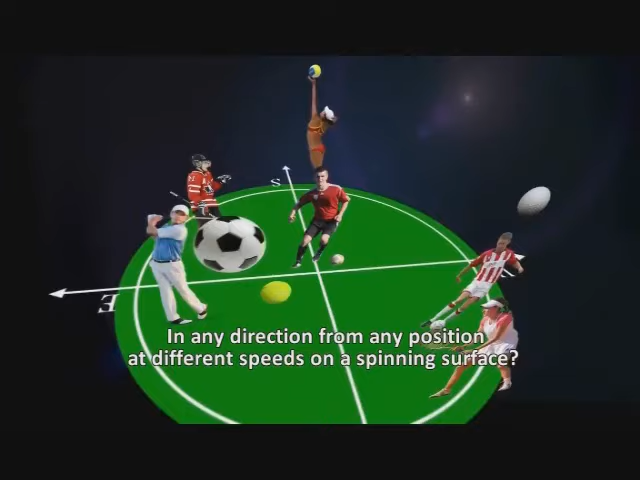 S
E
In any direction from any position
at different speeds on a spinning surface?